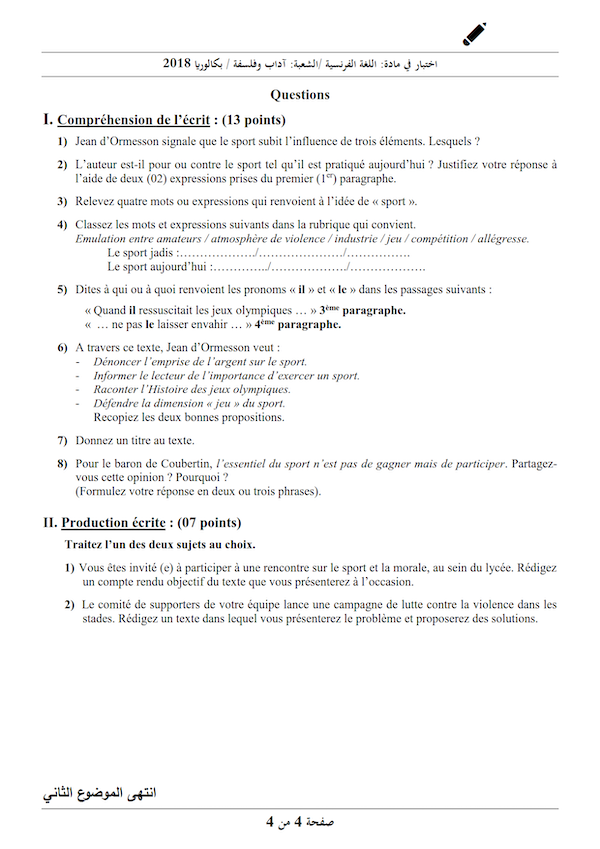 اختبار في مادة: اللغة الفرنسية /الشعبة: آداب وفلسفة / بكالوريا 2018
Questions
I. Compréhension de l’écrit : (13 points)
1) Jean d’Ormesson signale que le sport subit l’influence de trois éléments. Lesquels ?
2) L’auteur est-il pour ou contre le sport tel qu’il est pratiqué aujourd’hui ? Justifiez votre réponse à
l’aide de deux (02) expressions prises du premier (1er) paragraphe.
3) Relevez quatre mots ou expressions qui renvoient à l’idée de « sport ».
4) Classez les mots et expressions suivants dans la rubrique qui convient.
Emulation entre amateurs / atmosphère de violence / industrie / jeu / compétition / allégresse.
Le sport jadis :………………./…………………/…………….
Le sport aujourd’hui :…………../………………./……………….
5) Dites à qui ou à quoi renvoient les pronoms « il » et « le » dans les passages suivants :
« Quand il ressuscitait les jeux olympiques … » 3ème paragraphe.
« … ne pas le laisser envahir … » 4ème paragraphe.
6) A travers ce texte, Jean d’Ormesson veut :
- Dénoncer l’emprise de l’argent sur le sport.
- Informer le lecteur de l’importance d’exercer un sport.
- Raconter l’Histoire des jeux olympiques.
- Défendre la dimension « jeu » du sport.
Recopiez les deux bonnes propositions.
7) Donnez un titre au texte.
8) Pour le baron de Coubertin, l’essentiel du sport n’est pas de gagner mais de participer. Partagez-
vous cette opinion ? Pourquoi ?
(Formulez votre réponse en deux ou trois phrases).
II. Production écrite : (07 points)
Traitez l’un des deux sujets au choix.
1) Vous êtes invité (e) à participer à une rencontre sur le sport et la morale, au sein du lycée. Rédigez
un compte rendu objectif du texte que vous présenterez à l’occasion.
2) Le comité de supporters de votre équipe lance une campagne de lutte contre la violence dans les
stades. Rédigez un texte dans lequel vous présenterez le problème et proposerez des solutions.
انتهى الموضوع الثاني
صفحة 4 من 4